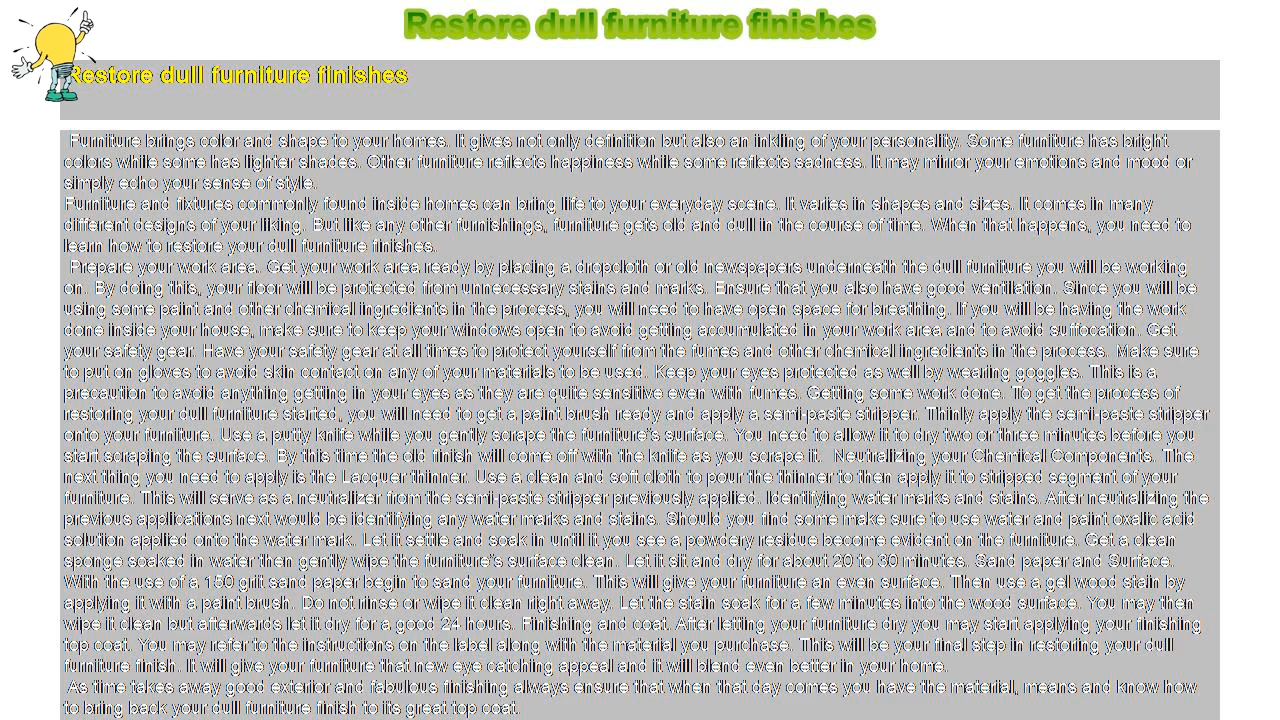 Restore dull furniture finishes
Restore dull furniture finishes
Furniture brings color and shape to your homes. It gives not only definition but also an inkling of your personality. Some furniture has bright
colors while some has lighter shades. Other furniture reflects happiness while some reflects sadness. It may mirror your emotions and mood or
simply echo your sense of style.
Furniture and fixtures commonly found inside homes can bring life to your everyday scene. It varies in shapes and sizes. It comes in many
different designs of your liking. But like any other furnishings, furniture gets old and dull in the course of time. When that happens, you need to
learn how to restore your dull furniture finishes.
Prepare your work area. Get your work area ready by placing a dropcloth or old newspapers underneath the dull furniture you will be working
on. By doing this, your floor will be protected from unnecessary stains and marks. Ensure that you also have good ventilation. Since you will be
using some paint and other chemical ingredients in the process, you will need to have open space for breathing. If you will be having the work
done inside your house, make sure to keep your windows open to avoid getting accumulated in your work area and to avoid suffocation. Get
your safety gear. Have your safety gear at all times to protect yourself from the fumes and other chemical ingredients in the process. Make sure
to put on gloves to avoid skin contact on any of your materials to be used. Keep your eyes protected as well by wearing goggles. This is a
precaution to avoid anything getting in your eyes as they are quite sensitive even with fumes. Getting some work done. To get the process of
restoring your dull furniture started, you will need to get a paint brush ready and apply a semi-paste stripper. Thinly apply the semi-paste stripper
onto your furniture. Use a putty knife while you gently scrape the furniture's surface. You need to allow it to dry two or three minutes before you
start scraping the surface. By this time the old finish will come off with the knife as you scrape it. Neutralizing your Chemical Components. The
next thing you need to apply is the Lacquer thinner. Use a clean and soft cloth to pour the thinner to then apply it to stripped segment of your
furniture. This will serve as a neutralizer from the semi-paste stripper previously applied. Identifying water marks and stains. After neutralizing the
previous applications next would be identifying any water marks and stains. Should you find some make sure to use water and paint oxalic acid
solution applied onto the water mark. Let it settle and soak in until it you see a powdery residue become evident on the furniture. Get a clean
sponge soaked in water then gently wipe the furniture"s surface clean. Let it sit and dry for about 20 to 30 minutes. Sand paper and Surface.
With the use of a 150 grit sand paper begin to sand your furniture. This will give your furniture an even surface. Then use a gel wood stain by
applying it with a paint brush. Do not rinse or wipe it clean right away. Let the stain soak for a few minutes into the wood surface. You may then
wipe it clean but afterwards let it dry for a good 24 hours. Finishing and coat. After letting your furniture dry you may start applying your finishing
top coat. You may refer to the instructions on the label along with the material you purchase. This will be your final step in restoring your dull
furniture finish. It will give your furniture that new eye catching appeal and it will blend even better in your home.
As time takes away good exterior and fabulous finishing always ensure that when that day comes you have the material, means and know how
to bring back your dull furniture finish to its great top coat.